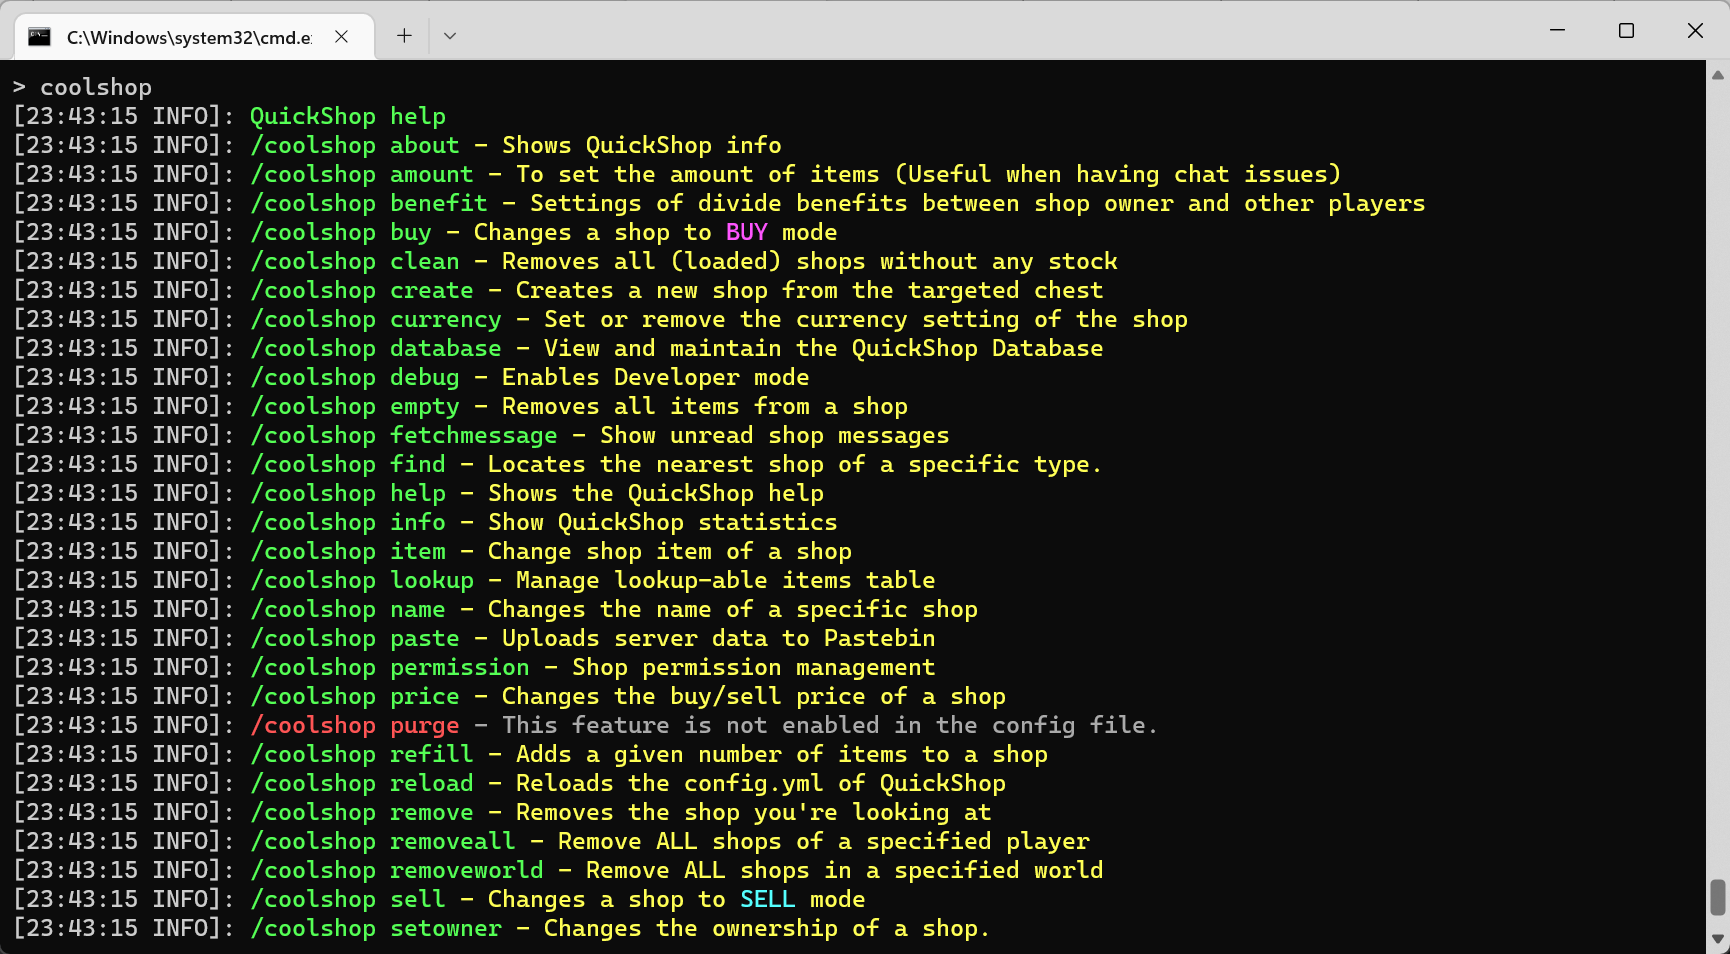 C:\Windows\system32\cmd.e
> coolshop
[23:43:15 INFO]: QuickShop help
[23:43:15 INFO]: /coolshop about - Shows QuickShop info
[23:43:15 INFO]: /coolshop amount - To set the amount of items (Useful when having chat issues)
[23:43:15 INFO]: /coolshop benefit - Settings of divide benefits between shop owner and other players
[23:43:15 INFO]: /coolshop buy - Changes a shop to BUY mode
[23:43:15 INFO]: /coolshop clean - Removes all (loaded) shops without any stock
[23:43:15 INFO]: /coolshop create - Creates a new shop from the targeted chest
[23:43:15 INFO]: /coolshop currency - Set or remove the currency setting of the shop
[23:43:15 INFO]: /coolshop database - View and maintain the QuickShop Database
[23:43:15 INFO]: /coolshop debug - Enables Developer mode
[23:43:15 INFO]: /coolshop empty - Removes all items from a shop
[23:43:15 INFO]: /coolshop fetchmessage - Show unread shop messages
[23:43:15 INFO]: /coolshop find - Locates the nearest shop of a specific type.
[23:43:15 INFO]: /coolshop help - Shows the QuickShop help
[23:43:15 INFO]: /coolshop info - Show QuickShop statistics
[23:43:15 INFO]: /coolshop item - Change shop item of a shop
[23:43:15 INFO]: /coolshop lookup - Manage lookup-able items table
[23:43:15 INFO]: /coolshop name - Changes the name of a specific shop
[23:43:15 INFO]: /coolshop paste - Uploads server data to Pastebin
[23:43:15 INFO]: /coolshop permission - Shop permission management
[23:43:15 INFO]: /coolshop price - Changes the buy/sell price of a shop
[23:43:15 INFO]: /coolshop purge - This feature is not enabled in the config file.
[23:43:15 INFO]: /coolshop refill - Adds a given number of items to a shop
[23:43:15 INFO]: /coolshop reload - Reloads the config.yml of QuickShop
[23:43:15 INFO]: /coolshop remove - Removes the shop you're looking at
[23:43:15 INFO]: /coolshop removeall - Remove ALL shops of a specified player
[23:43:15 INFO]: /coolshop removeworld - Remove ALL shops in a specified world
[23:43:15 INFO]: /coolshop sell - Changes a shop to SELL mode
[23:43:15 INFO]: /coolshop setowner - Changes the ownership of a shop.